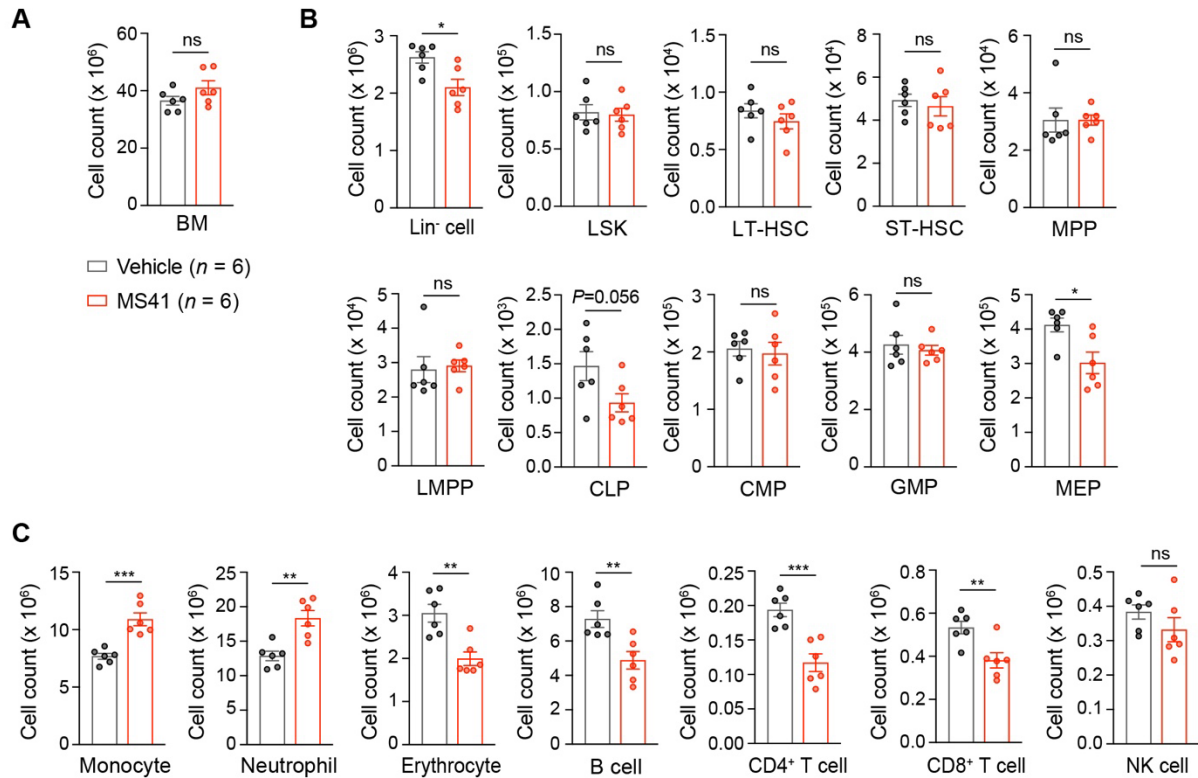 A
Cell count (x 10⁶)
60
40
20
0
ns
BM
Vehicle (n = 6)
MS41 (n = 6)
B
Cell count (x 10⁶)
3
2
1
0
*
Lin⁻ cell
Cell count (x 10⁵)
1.5
1.0
0.5
0.0
ns
LSK
Cell count (x 10⁴)
1.5
1.0
0.5
0.0
ns
LT-HSC
Cell count (x 10⁴)
8
6
4
2
0
ns
ST-HSC
Cell count (x 10⁴)
6
4
2
0
ns
MPP
Cell count (x 10⁴)
5
4
3
2
1
0
ns
LMPP
Cell count (x 10³)
2.5
2.0
1.5
1.0
0.5
0.0
P=0.056
CLP
Cell count (x 10⁵)
3
2
1
0
ns
CMP
Cell count (x 10⁵)
6
4
2
0
ns
GMP
Cell count (x 10⁵)
5
4
3
2
1
0
*
MEP
C
Cell count (x 10⁶)
15
10
5
0
***
Monocyte
Cell count (x 10⁶)
25
20
15
10
5
0
**
Neutrophil
Cell count (x 10⁶)
4
3
2
1
0
**
Erythrocyte
Cell count (x 10⁶)
10
8
6
4
2
0
**
B cell
Cell count (x 10⁶)
0.25
0.20
0.15
0.10
0.05
0.00
***
CD4⁺ T cell
Cell count (x 10⁶)
0.8
0.6
0.4
0.2
0.0
**
CD8⁺ T cell
Cell count (x 10⁶)
0.5
0.4
0.3
0.2
0.1
0.0
ns
NK cell